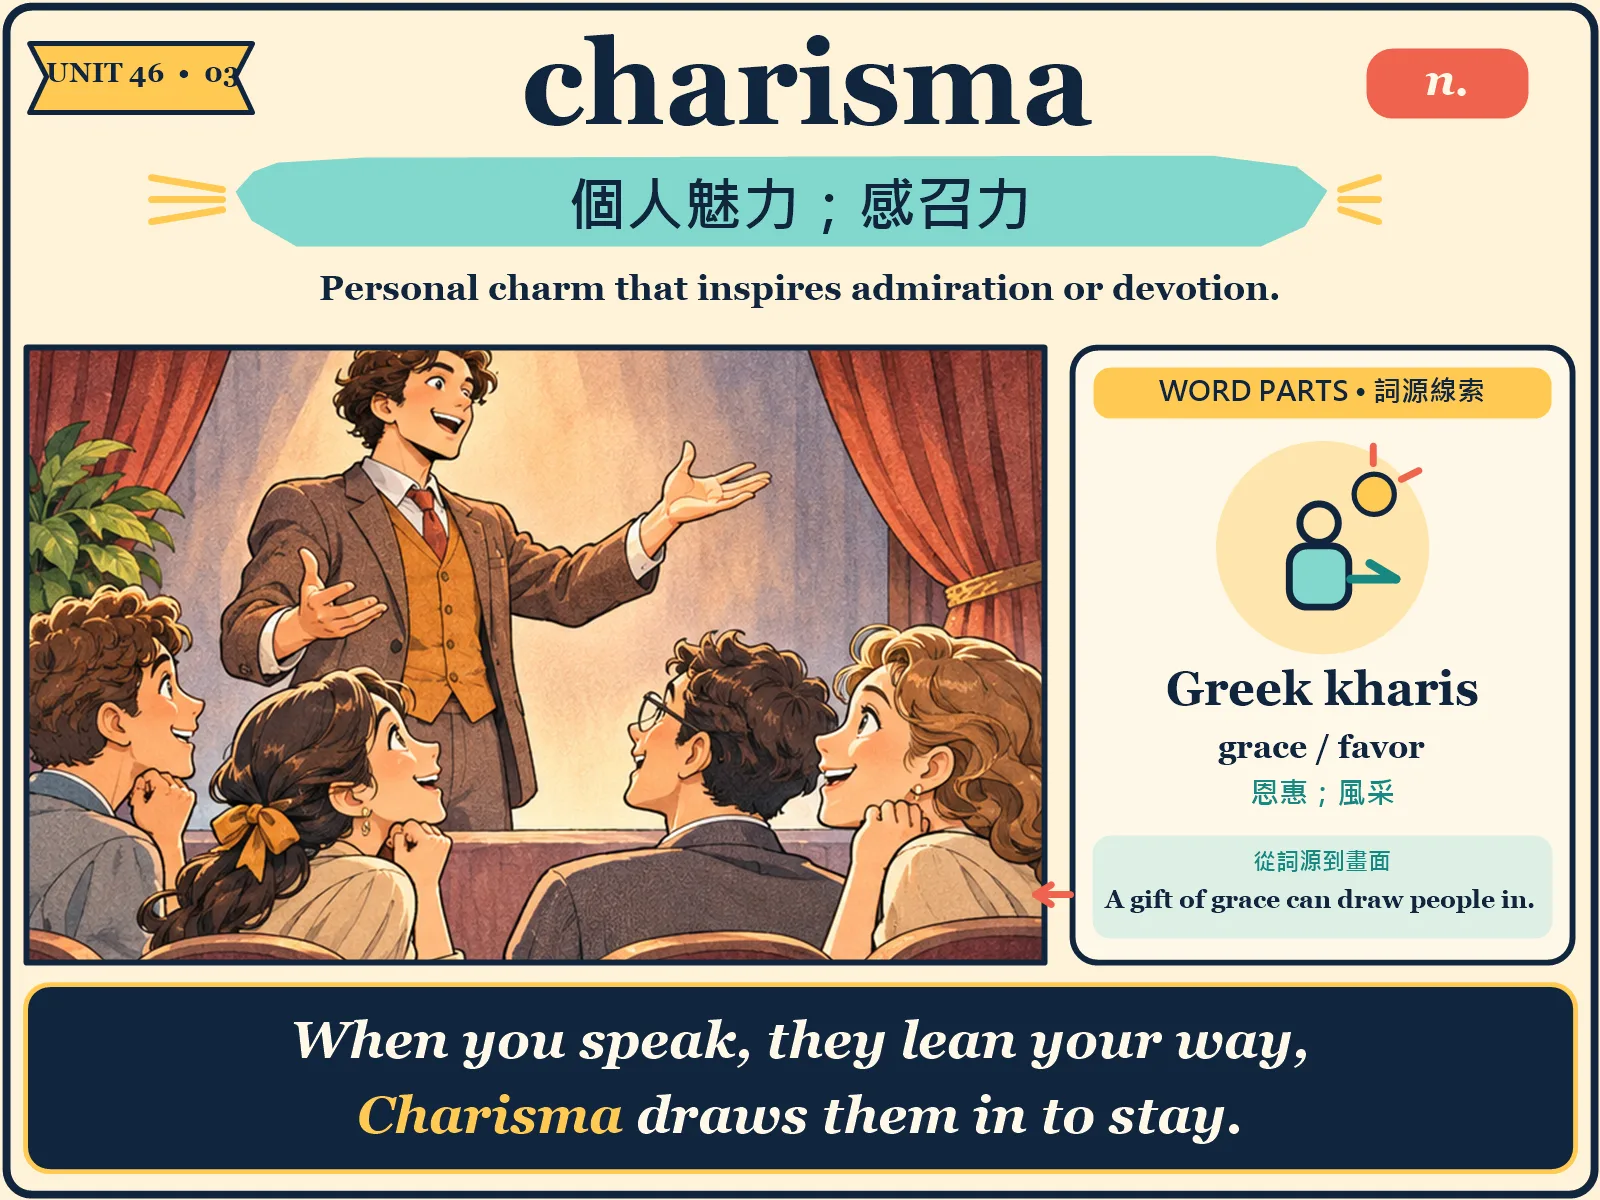 UNIT 46 • 03
charisma
n.
個人魅力；感召力
Personal charm that inspires admiration or devotion.
WORD PARTS • 詞源線索
Greek kharis
grace / favor
恩惠；風采
從詞源到畫面
A gift of grace can draw people in.
When you speak, they lean your way,
Charisma draws them in to stay.